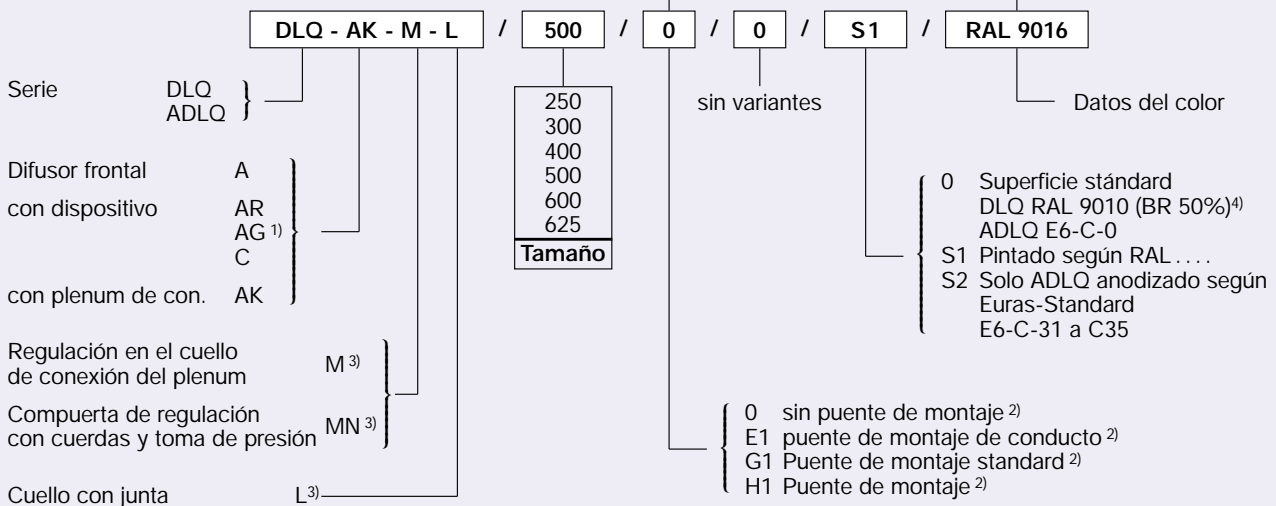 DLQ - AK - M - L / 500 / 0 / 0 / S1 / RAL 9016
Serie DLQ
ADLQ
250
300
400
500
600
625
Tamaño
sin variantes
Datos del color
Difusor frontal A
con dispositivo AR
AG 1)
C
con plenum de con. AK
0 Superficie stándard
DLQ RAL 9010 (BR 50%)4)
ADLQ E6-C-0
S1 Pintado según RAL . . . .
S2 Solo ADLQ anodizado según
Euras-Standard
E6-C-31 a C35
Regulación en el cuello
de conexión del plenum M 3)
Compuerta de regulación
con cuerdas y toma de presión MN 3)
Cuello con junta L3)
0 sin puente de montaje 2)
E1 puente de montaje de conducto 2)
G1 Puente de montaje standard 2)
H1 Puente de montaje 2)